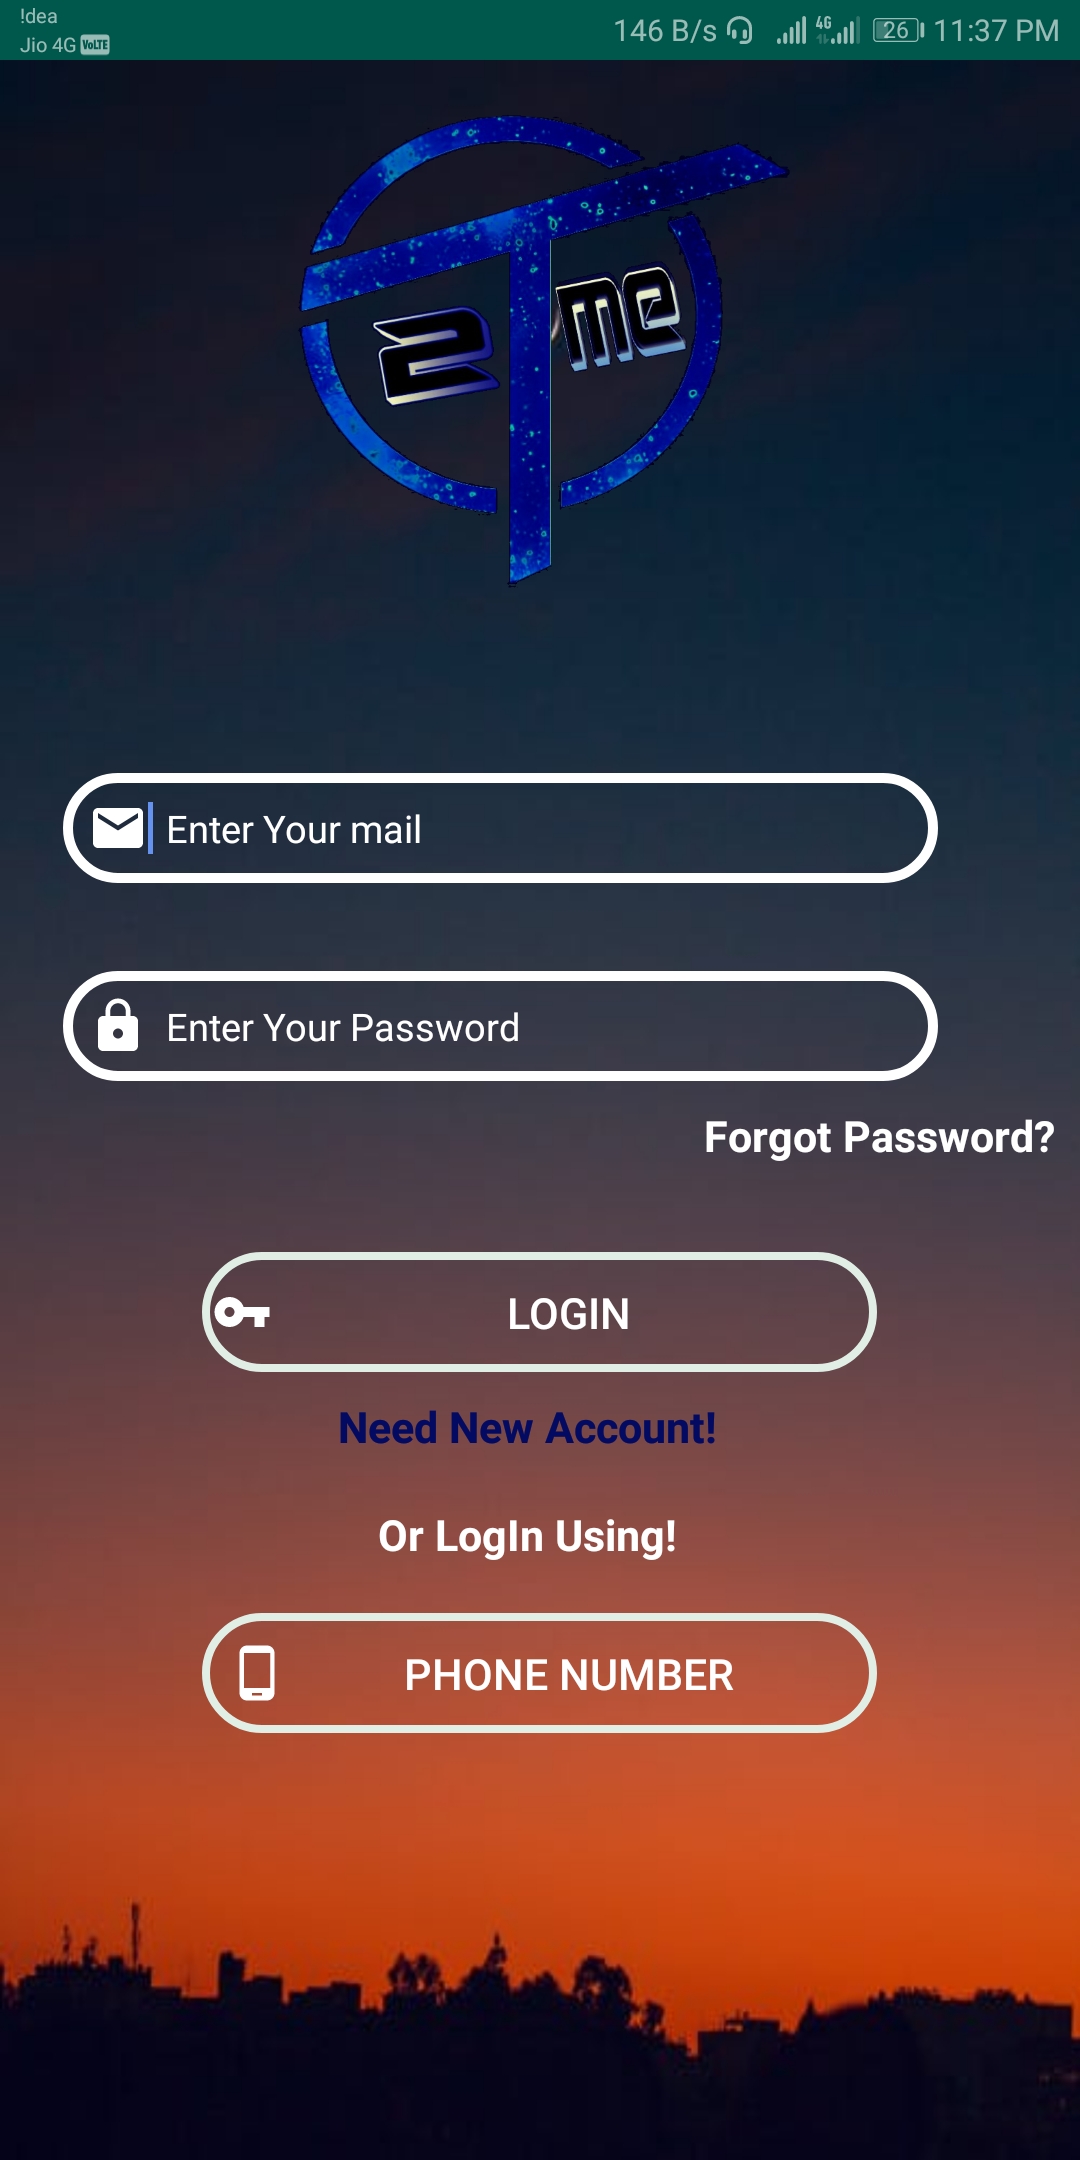 !dea
Jio 4G VoLTE
146 B/s 4G 26 11:37 PM
2 T me
Enter Your mail
Enter Your Password
Forgot Password?
LOGIN
Need New Account!
Or LogIn Using!
PHONE NUMBER